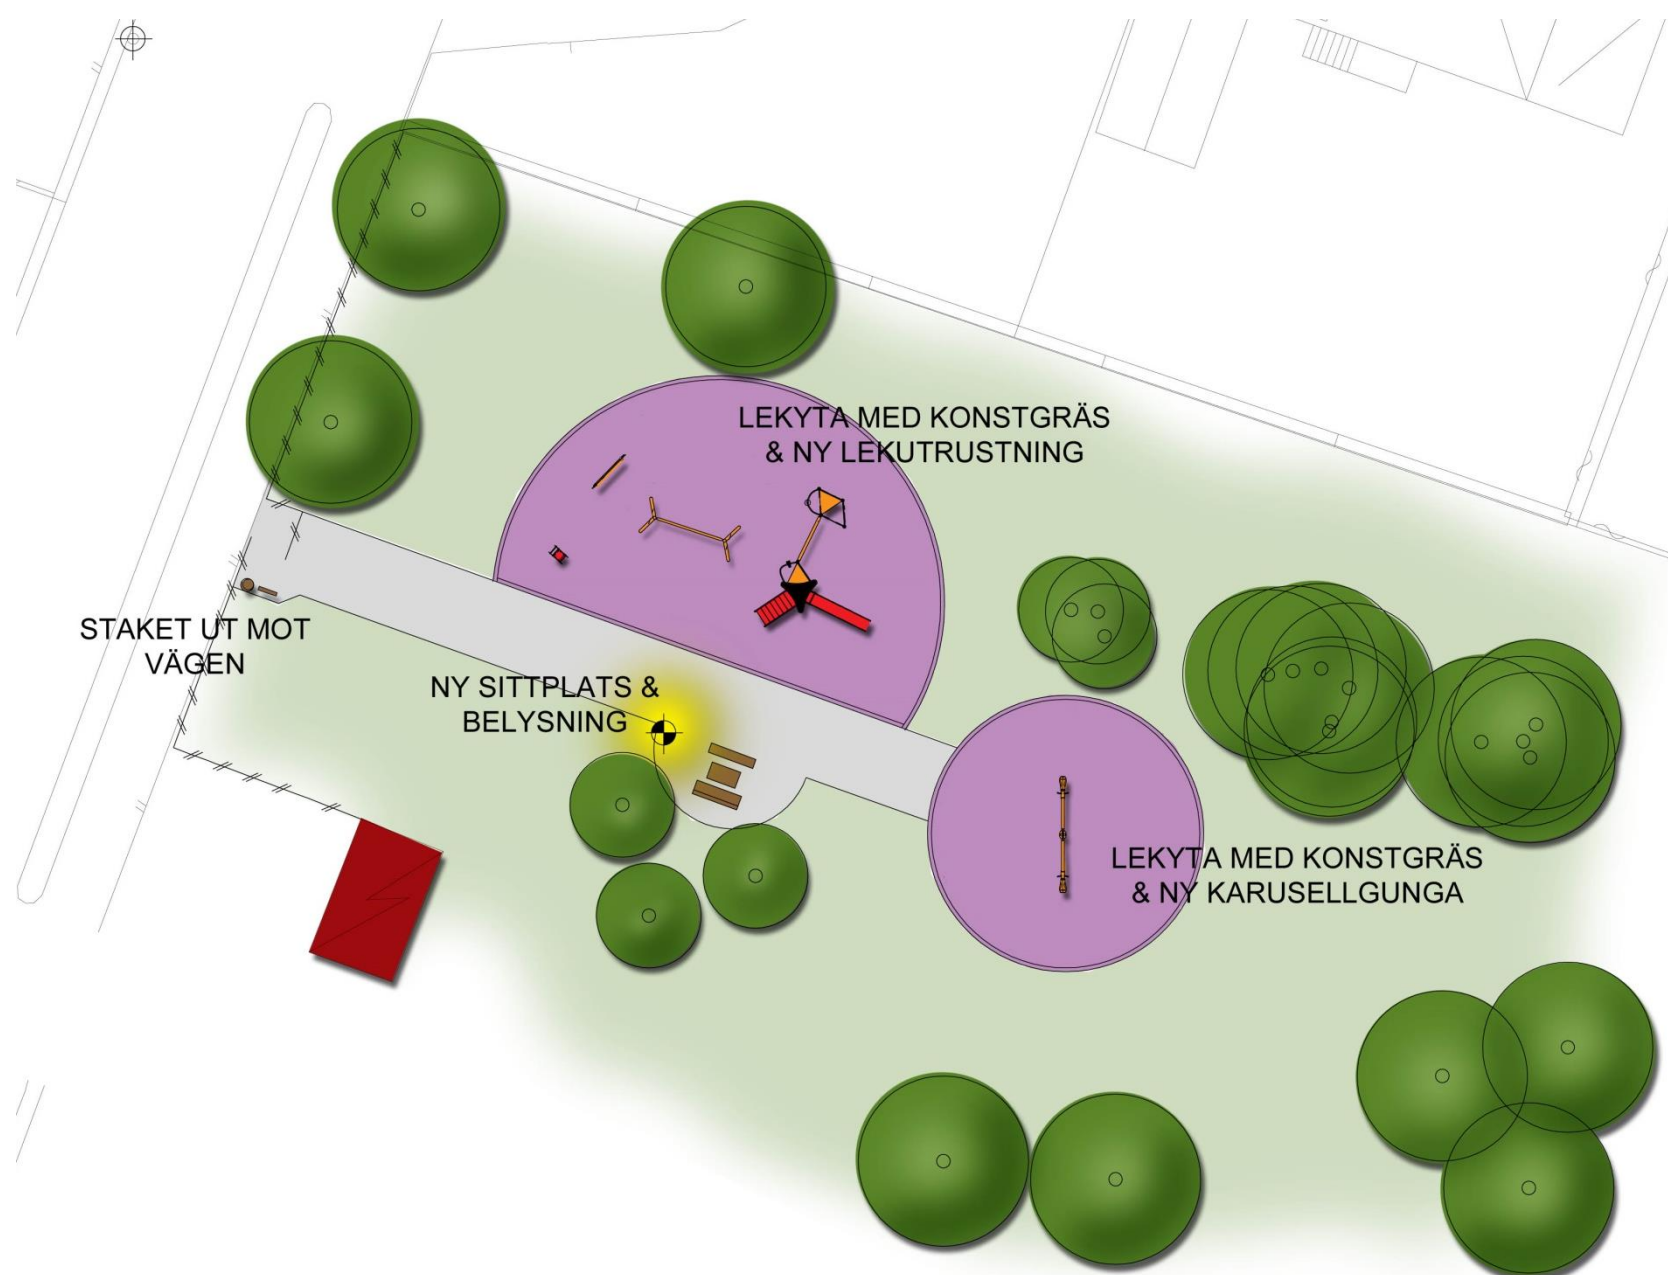 LEKYTA MED KONSTGRÄS
& NY LEKUTRUSTNING
STAKET UT MOT
VÄGEN
NY SITTPLATS &
BELYSNING
LEKYTA MED KONSTGRÄS
& NY KARUSELLGUNGA